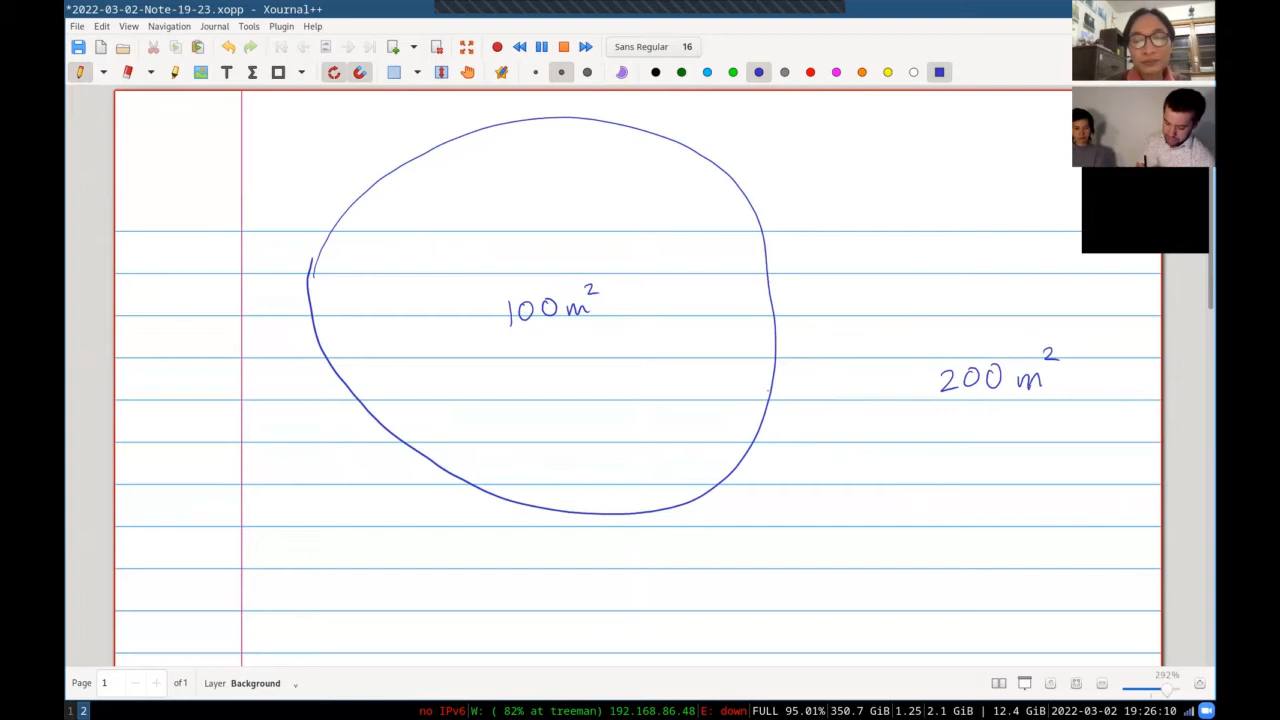 *2022-03-02-Note-19-23.xopp - Xournal++
File Edit View Navigation Journal Tools Plugin Help
Sans Regular 16
100 m²
200 m²
292%
Page 1 of 1 Layer Background
1 2 no IPv6 W: ( 82% at treeman) 192.168.86.48 E: down FULL 95.01% 350.7 GiB 1.25 2.1 GiB | 12.4 GiB 2022-03-02 19:26:10